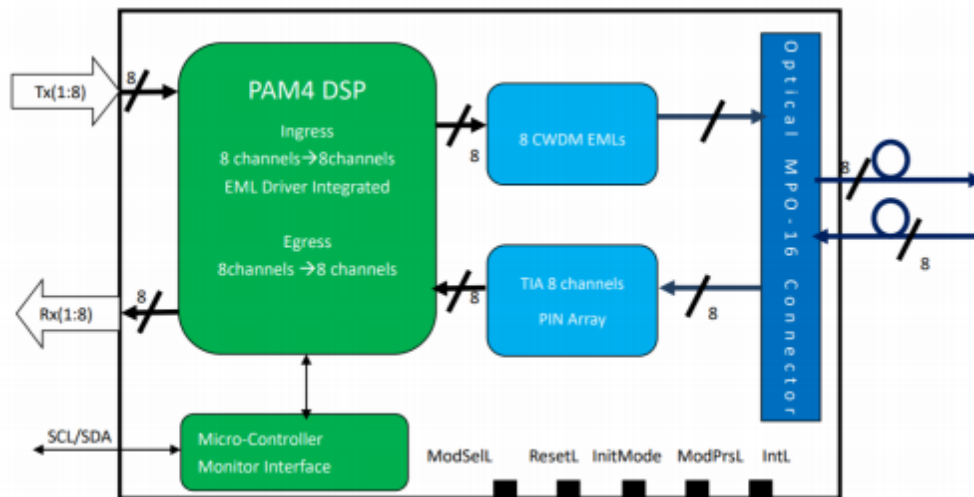 8
Tx(1:8)
PAM4 DSP
Ingress
8 channels→8channels
EML Driver Integrated
Egress
8channels →8 channels
8
8 CWDM EMLs
8
TIA 8 channels
PIN Array
8
Optical MPO-16 Connector
8
8
8
Rx(1:8)
SCL/SDA
Micro-Controller
Monitor Interface
ModSelL
ResetL
InitMode
ModPrsL
IntL